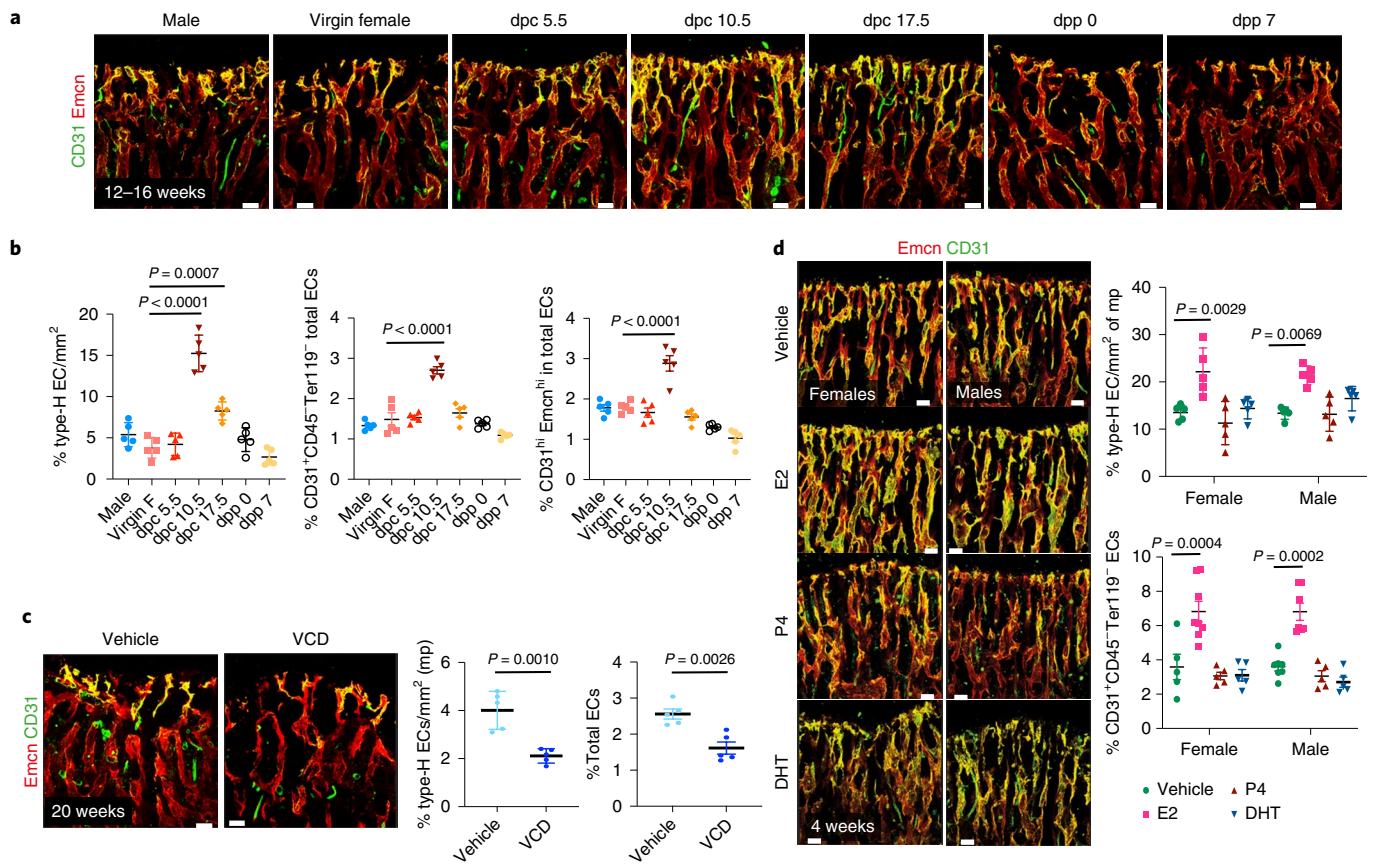 a
Male
Virgin female
dpc 5.5
dpc 10.5
dpc 17.5
dpp 0
dpp 7
CD31 Emcn
12–16 weeks
b
% type-H EC/mm²
20
15
10
5
0
P = 0.0007
P < 0.0001
Male
Virgin F
dpc 5.5
dpc 10.5
dpc 17.5
dpp 0
dpp 7
% CD31⁺CD45⁻Ter119⁻ total ECs
4
3
2
1
0
P < 0.0001
Male
Virgin F
dpc 5.5
dpc 10.5
dpc 17.5
dpp 0
dpp 7
% CD31ʰⁱ Emcnʰⁱ in total ECs
4
3
2
1
0
P < 0.0001
Male
Virgin F
dpc 5.5
dpc 10.5
dpc 17.5
dpp 0
dpp 7
c
Vehicle
VCD
Emcn CD31
20 weeks
% type-H ECs/mm² (mp)
6
4
2
0
P = 0.0010
Vehicle
VCD
%Total ECs
4
3
2
1
0
P = 0.0026
Vehicle
VCD
d
Emcn CD31
Vehicle
Females
Males
E2
P4
DHT
4 weeks
% type-H EC/mm² of mp
40
30
20
10
0
P = 0.0029
P = 0.0069
Female
Male
% CD31⁺CD45⁻Ter119⁻ ECs
10
8
6
4
2
0
P = 0.0004
P = 0.0002
Female
Male
Vehicle
P4
E2
DHT